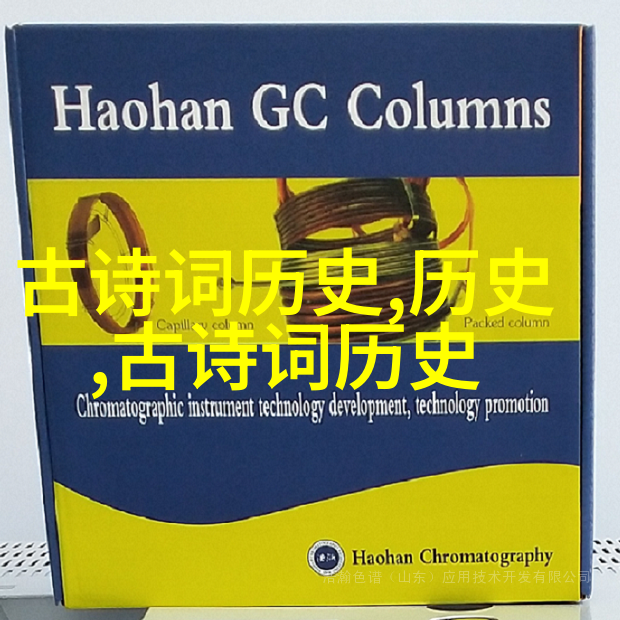 Haohan GC Columns
古诗词历史,历史
,古诗词历史
Capillary column
Packed column
Chromatographic instrument technology development, technology promotion
Haohan Chromatography
浩瀚色谱（山东）应用技术开发有限公司